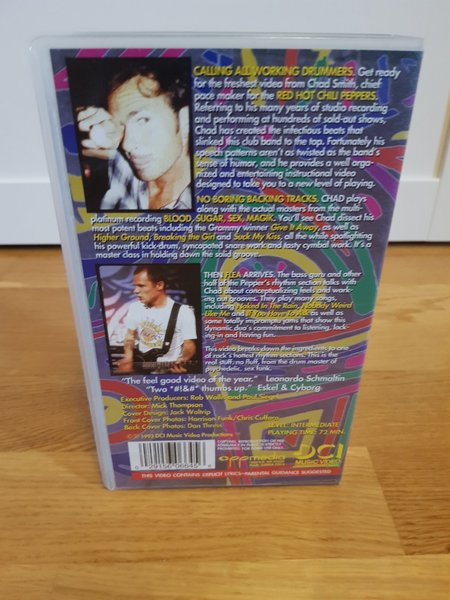 CALLING ALL WORKING DRUMMERS. Get ready
for the freshest video from Chad Smith, chief
pace maker for the RED HOT CHILI PEPPERS.
Referring to his many years of studio recording
and performing at hundreds of sold-out shows,
Chad has created the infectious beats that
slinked this club band to the top. Fortunately his
speech patterns aren't as twisted as the band's
sense of humor, and he provides a well orga-
nized and entertaining instructional video
designed to take you to a new level of playing.
NO BORING BACKING TRACKS. CHAD plays
along with the actual masters from the multi-
platinum recording BLOOD, SUGAR, SEX, MAGIK. You'll see Chad dissect his
most potent beats including the Grammy winner Give It Away, as well as
Higher Ground, Breaking the Girl and Suck My Kiss, all the while spotlighting
his powerful kick-drum, syncopated snare work and tasty cymbal work. It's a
master class in holding down the solid groove.
THEN FLEA ARRIVES. The bass guru and other
half of the Pepper's rhythm section talks with
Chad about conceptualizing feels and work-
ing out grooves. They play many songs,
including Naked In The Rain, Nobody Weird
Like Me and If You Have To Ask as well as
some totally impromptu jams that show this
dynamic duo's commitment to listening, lock-
ing-in and having fun.
This video breaks down the ingredients to one
of rock's hottest rhythm sections. This is the
real stuff, no fluff, from the drum master of
psychedelic, sex funk.
"The feel good video of the year." Leonardo Schmaltin
"Two *#!&#* thumbs up." Eskel & Cyborg
Executive Producers: Rob Wallis and Paul Siegel
Director: Mick Thompson
Cover Design: Jack Waltrip
Front Cover Photos: Harrison Funk/Chris Cuffaro
Back Cover Photos: Dan Thress
© ℗ 1993 DCI Music Video Productions
LEVEL: INTERMEDIATE
PLAYING TIME: 72 MIN.
DCI
MUSIC VIDEO
THIS VIDEO CONTAINS EXPLICIT LYRICS—PARENTAL GUIDANCE SUGGESTED